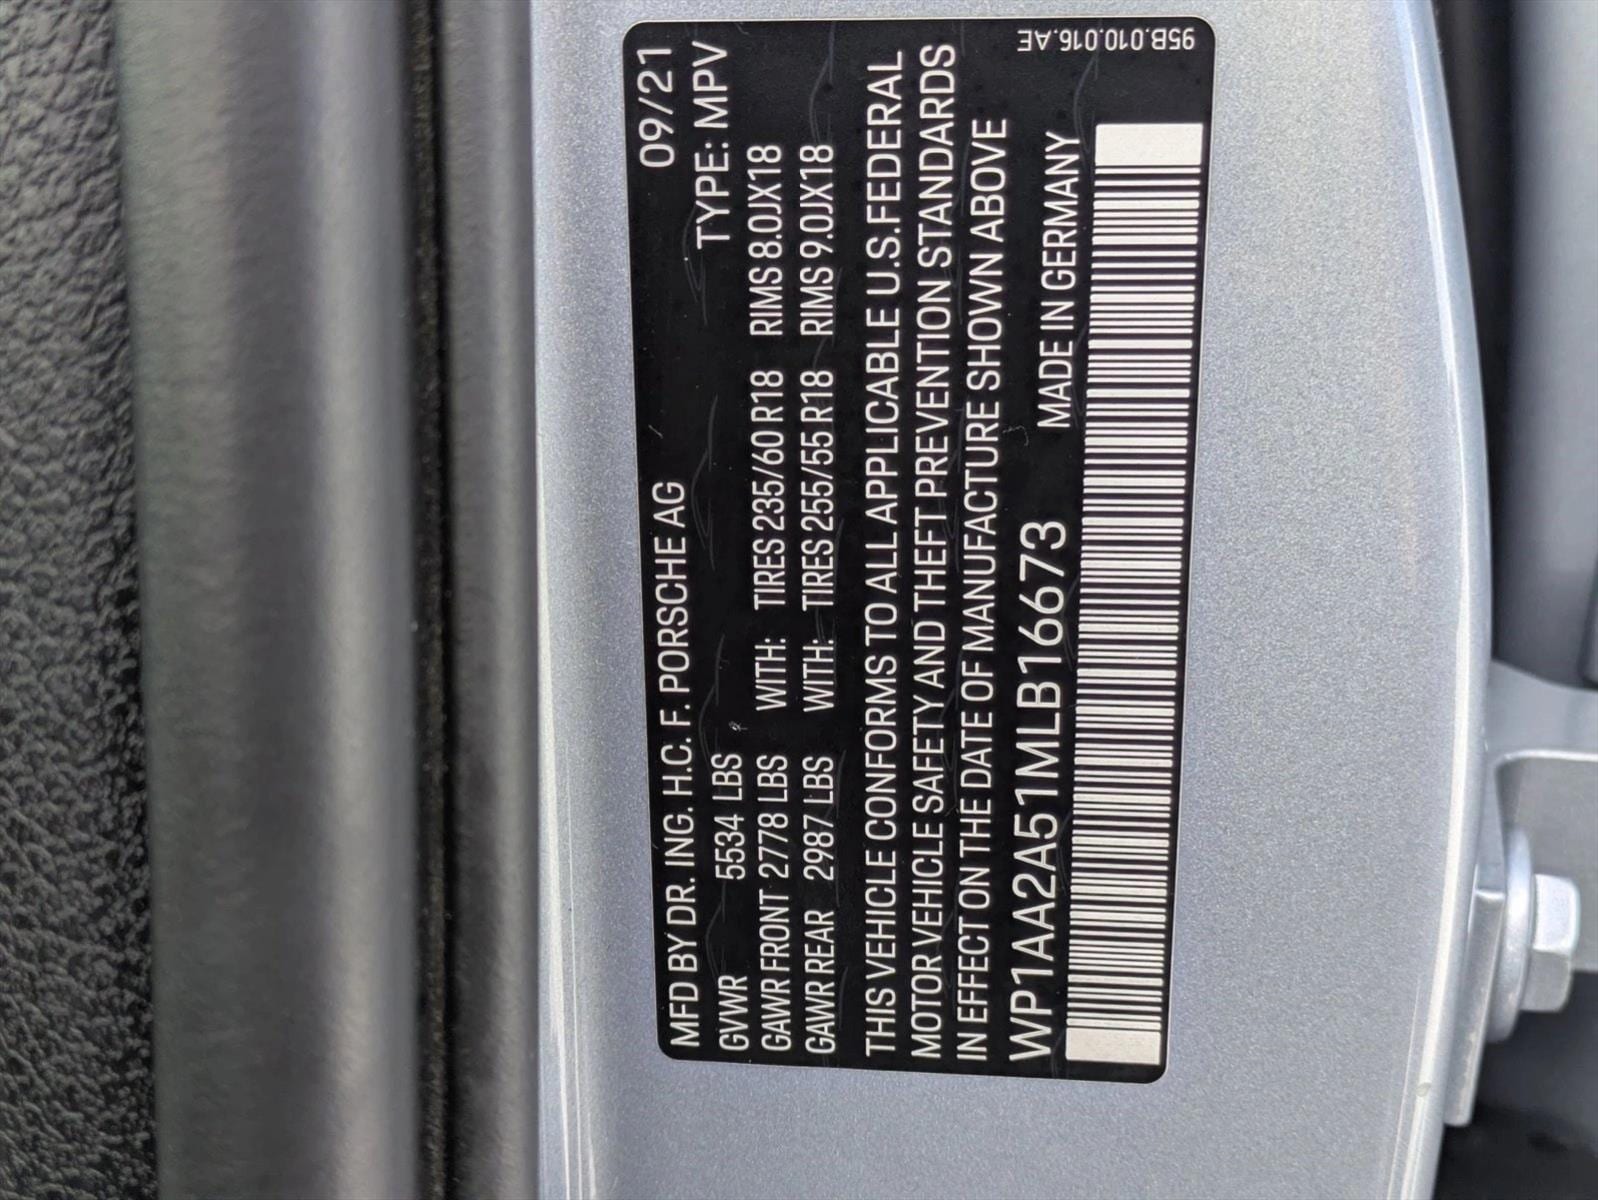 MFD BY DR. ING. H.C. F. PORSCHE AG 09/21
GVWR 5534 LBS TYPE: MPV
GAWR FRONT 2778 LBS WITH: TIRES 235/60 R18 RIMS 8.0JX18
GAWR REAR 2987 LBS WITH: TIRES 255/55 R18 RIMS 9.0JX18
THIS VEHICLE CONFORMS TO ALL APPLICABLE U.S.FEDERAL
MOTOR VEHICLE SAFETY AND THEFT PREVENTION STANDARDS
IN EFFECT ON THE DATE OF MANUFACTURE SHOWN ABOVE
WP1AA2A51MLB16673 MADE IN GERMANY
95B.010.016.AE